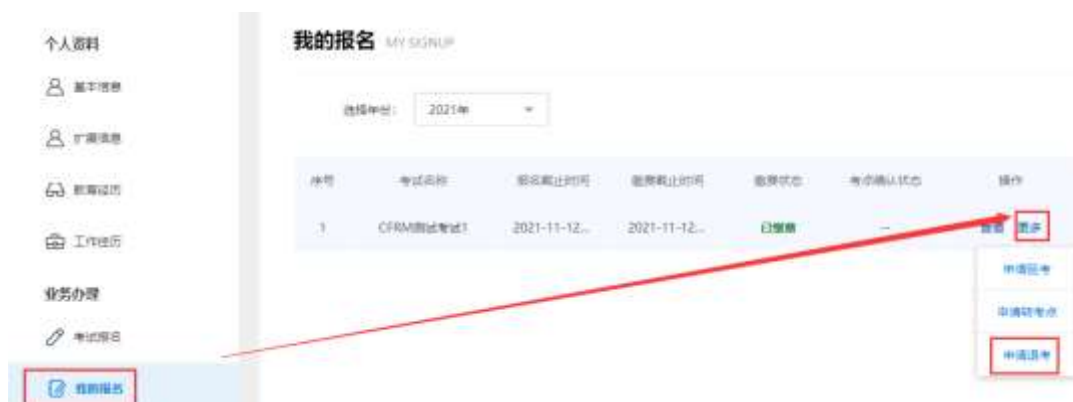 个人资料
基本信息
扩展信息
教育经历
工作经历
业务办理
考试报名
我的报名
我的报名 MY SIGNUP
选择年份: 2021年
序号 考试名称 报名截止时间 缴费截止时间 缴费状态 考点确认状态 操作
1 CFRM测试考试1 2021-11-12... 2021-11-12... 已缴费 -- 查看 更多
申请延考
申请转考点
申请退考